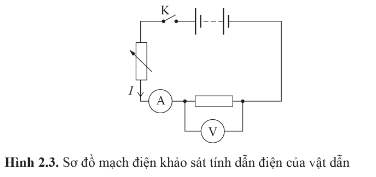 K
I
A
V
Hình 2.3. Sơ đồ mạch điện khảo sát tính dẫn điện của vật dẫn